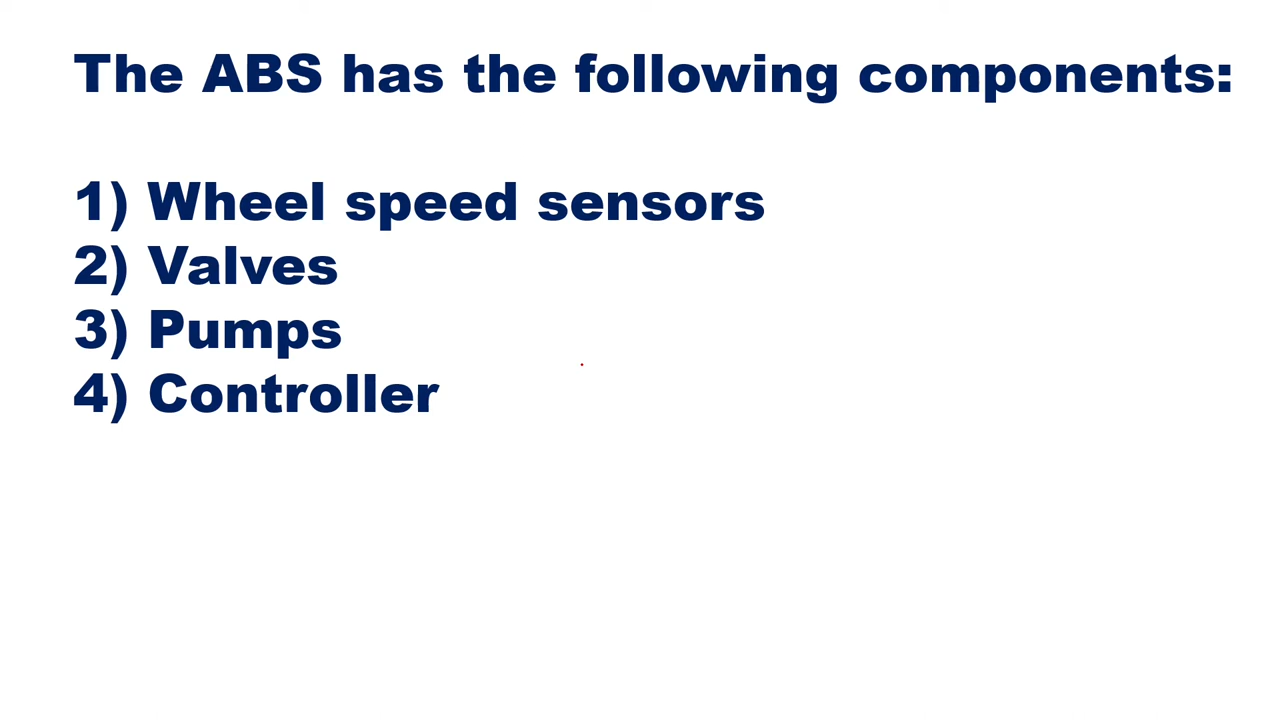 The ABS has the following components:
1) Wheel speed sensors
2) Valves
3) Pumps
4) Controller